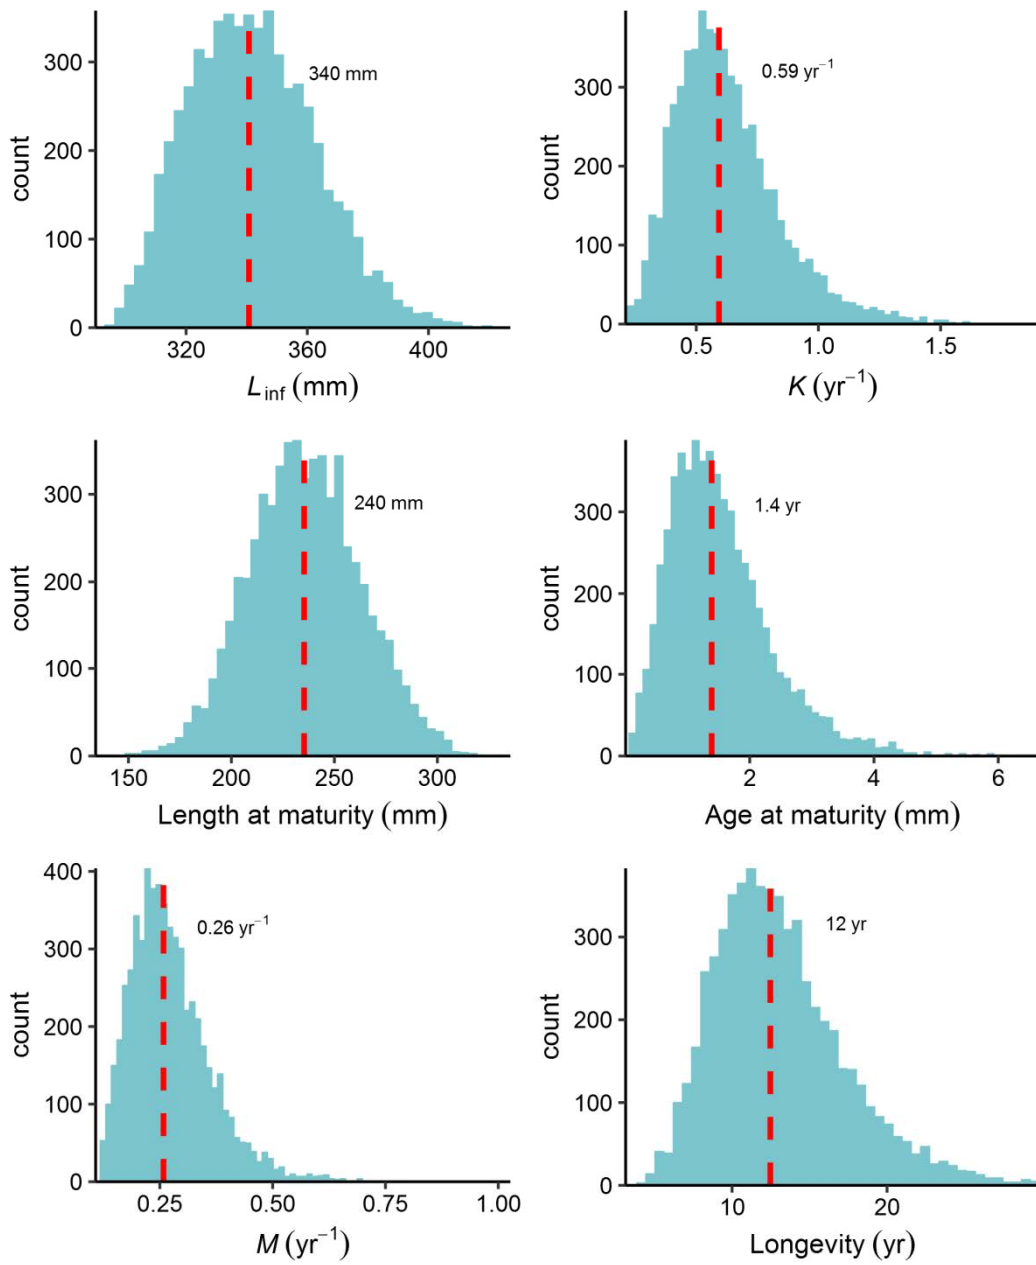 300
200
100
0
count
340 mm
320
360
400
L inf (mm)
300
200
100
0
count
0.59 yr⁻¹
0.5
1.0
1.5
K (yr⁻¹)
300
200
100
0
count
240 mm
150
200
250
300
Length at maturity (mm)
300
200
100
0
count
1.4 yr
2
4
6
Age at maturity (mm)
400
300
200
100
0
count
0.26 yr⁻¹
0.25
0.50
0.75
1.00
M (yr⁻¹)
300
200
100
0
count
12 yr
10
20
Longevity (yr)